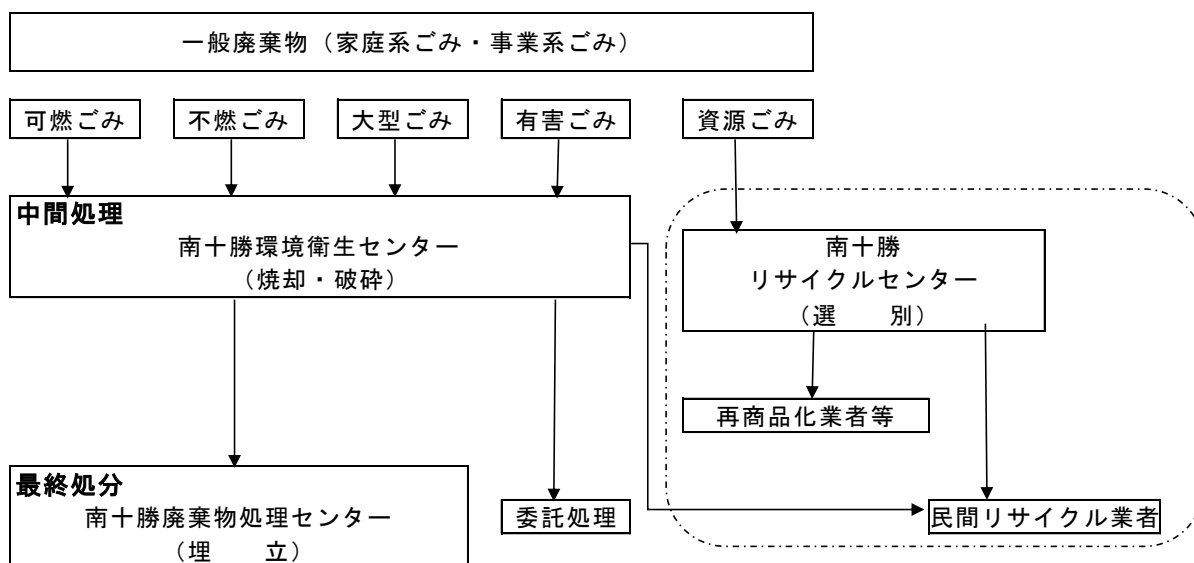 一般廃棄物（家庭系ごみ・事業系ごみ）
可燃ごみ
不燃ごみ
大型ごみ
有害ごみ
資源ごみ
中間処理
南十勝環境衛生センター
（焼却・破砕）
南十勝
リサイクルセンター
（選　　別）
再商品化業者等
最終処分
南十勝廃棄物処理センター
（埋　　立）
委託処理
民間リサイクル業者